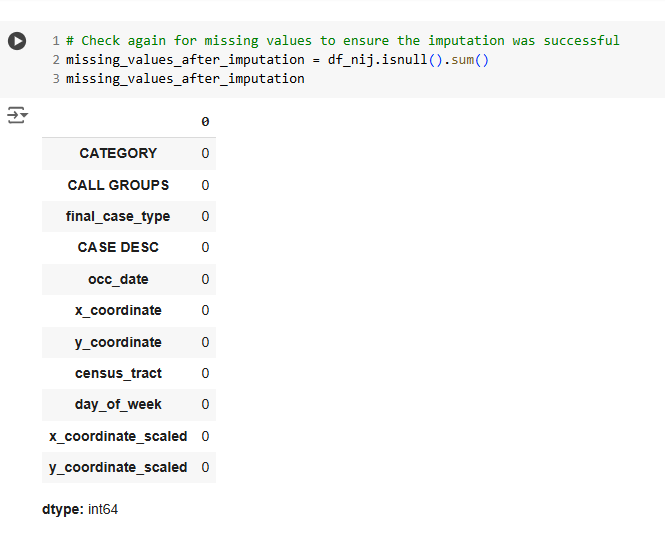 1 # Check again for missing values to ensure the imputation was successful
2 missing_values_after_imputation = df_nij.isnull().sum()
3 missing_values_after_imputation
0
CATEGORY 0
CALL GROUPS 0
final_case_type 0
CASE DESC 0
occ_date 0
x_coordinate 0
y_coordinate 0
census_tract 0
day_of_week 0
x_coordinate_scaled 0
y_coordinate_scaled 0
dtype: int64